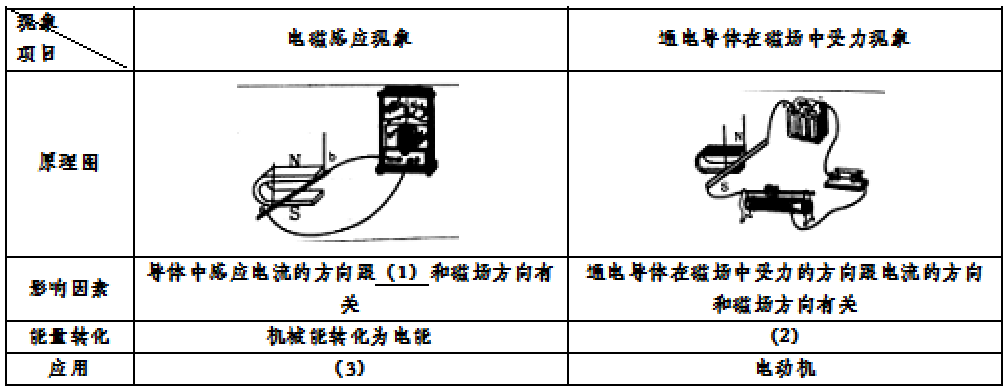 现象
项目
电磁感应现象
通电导体在磁场中受力现象
原理图
N
b
S
N
S
影响因素
导体中感应电流的方向跟(1)和磁场方向有
关
通电导体在磁场中受力的方向跟电流的方向
和磁场方向有关
能量转化
机械能转化为电能
(2)
应用
(3)
电动机